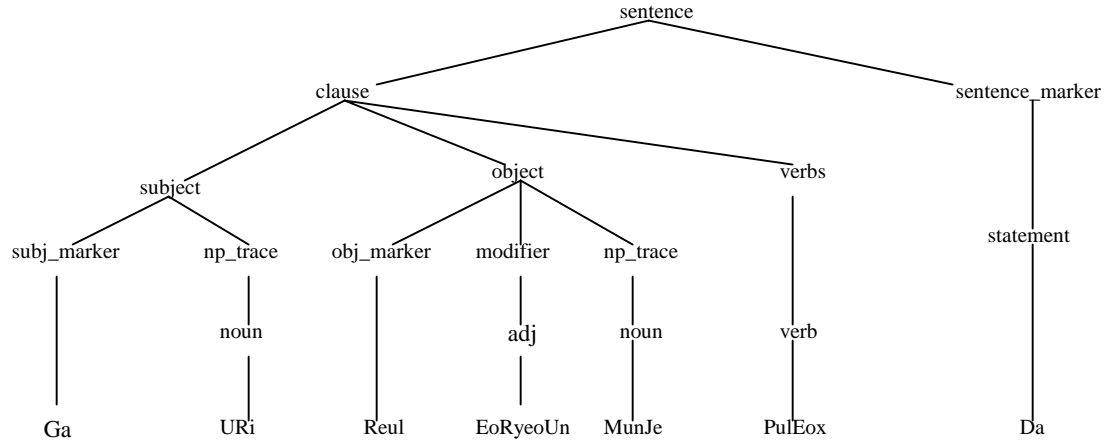 sentence
clause sentence_marker
subject object verbs
subj_marker np_trace obj_marker modifier np_trace statement
noun adj noun verb
Ga URi Reul EoRyeoUn MunJe PulEox Da